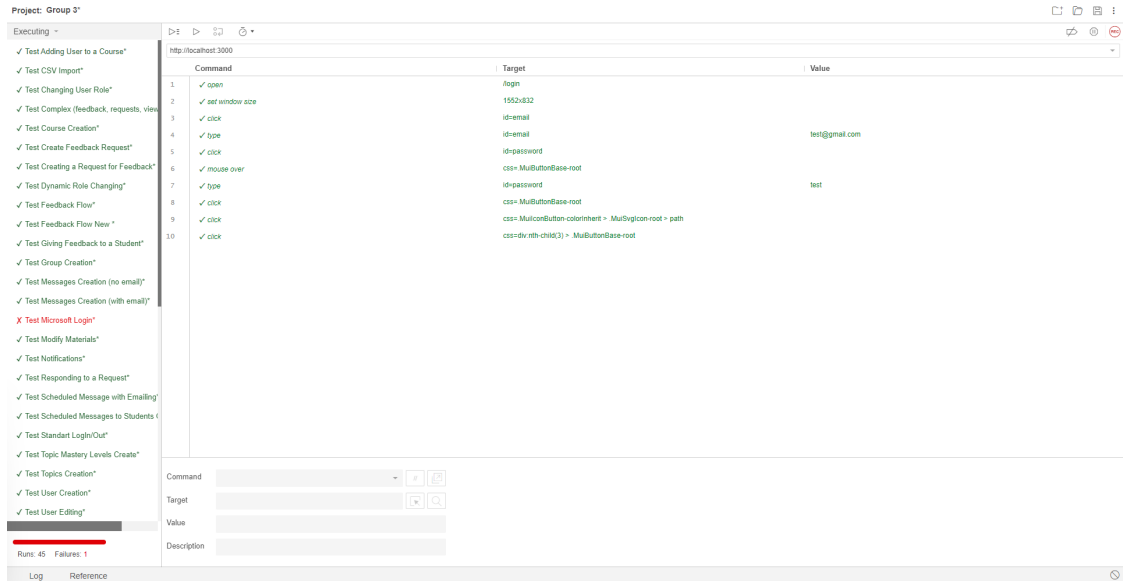 Project: Group 3*
Executing
http://localhost:3000
Command Target Value
✓ Test Adding User to a Course*
✓ Test CSV Import*
✓ Test Changing User Role*
✓ Test Complex (feedback, requests, view
✓ Test Course Creation*
✓ Test Create Feedback Request*
✓ Test Creating a Request for Feedback*
✓ Test Dynamic Role Changing*
✓ Test Feedback Flow*
✓ Test Feedback Flow New *
✓ Test Giving Feedback to a Student*
✓ Test Group Creation*
✓ Test Messages Creation (no email)*
✓ Test Messages Creation (with email)*
✗ Test Microsoft Login*
✓ Test Modify Materials*
✓ Test Notifications*
✓ Test Responding to a Request*
✓ Test Scheduled Message with Emailing*
✓ Test Scheduled Messages to Students
✓ Test Standart LogIn/Out*
✓ Test Topic Mastery Levels Create*
✓ Test Topics Creation*
✓ Test User Creation*
✓ Test User Editing*
Runs: 45 Failures: 1
1 ✓ open /login
2 ✓ set window size 1552x832
3 ✓ click id=email
4 ✓ type id=email test@gmail.com
5 ✓ click id=password
6 ✓ mouse over css=.MuiButtonBase-root
7 ✓ type id=password test
8 ✓ click css=.MuiButtonBase-root
9 ✓ click css=.MuiIconButton-colorInherit > .MuiSvgIcon-root > path
10 ✓ click css=div:nth-child(3) > .MuiButtonBase-root
Command
//
Target
Value
Description
Log Reference
REC